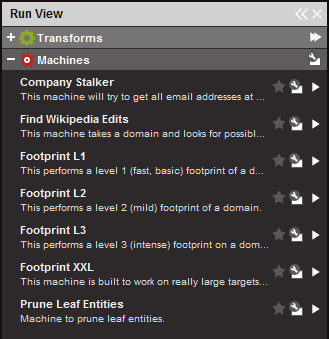 Run View
Transforms
Machines
Company Stalker
This machine will try to get all email addresses at ...
Find Wikipedia Edits
This machine takes a domain and looks for possibl...
Footprint L1
This performs a level 1 (fast, basic) footprint of a d...
Footprint L2
This performs a level 2 (mild) footprint of a domain.
Footprint L3
This performs a level 3 (intense) footprint on a dom...
Footprint XXL
This machine is built to work on really large targets...
Prune Leaf Entities
Machine to prune leaf entities.